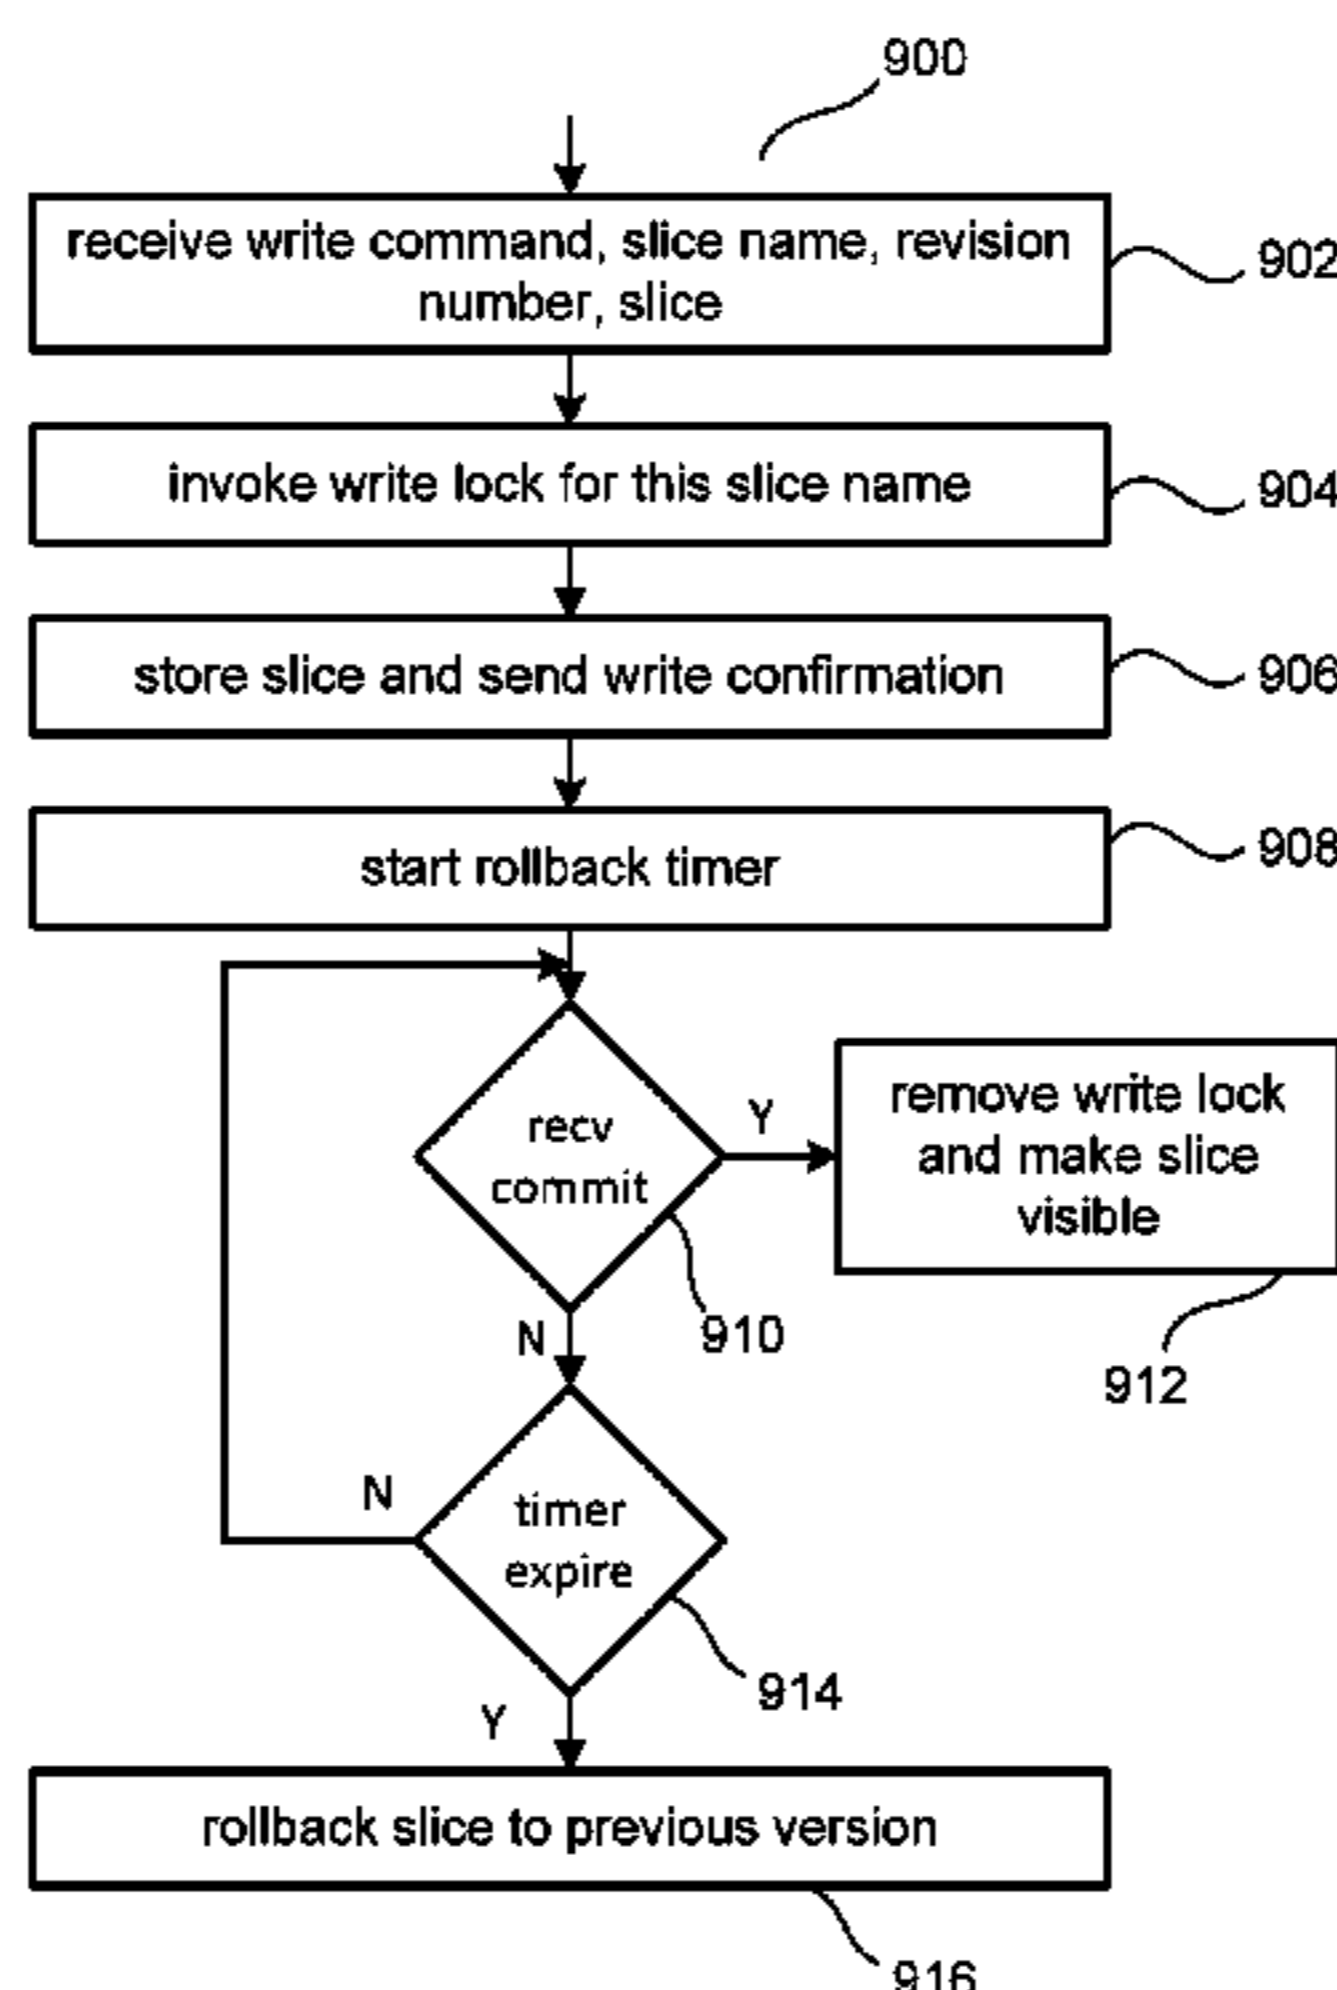 900
receive write command, slice name, revision
number, slice
902
invoke write lock for this slice name
904
store slice and send write confirmation
906
start rollback timer
908
recv
commit
Y
remove write lock
and make slice
visible
N
910
912
timer
expire
N
914
Y
rollback slice to previous version
916